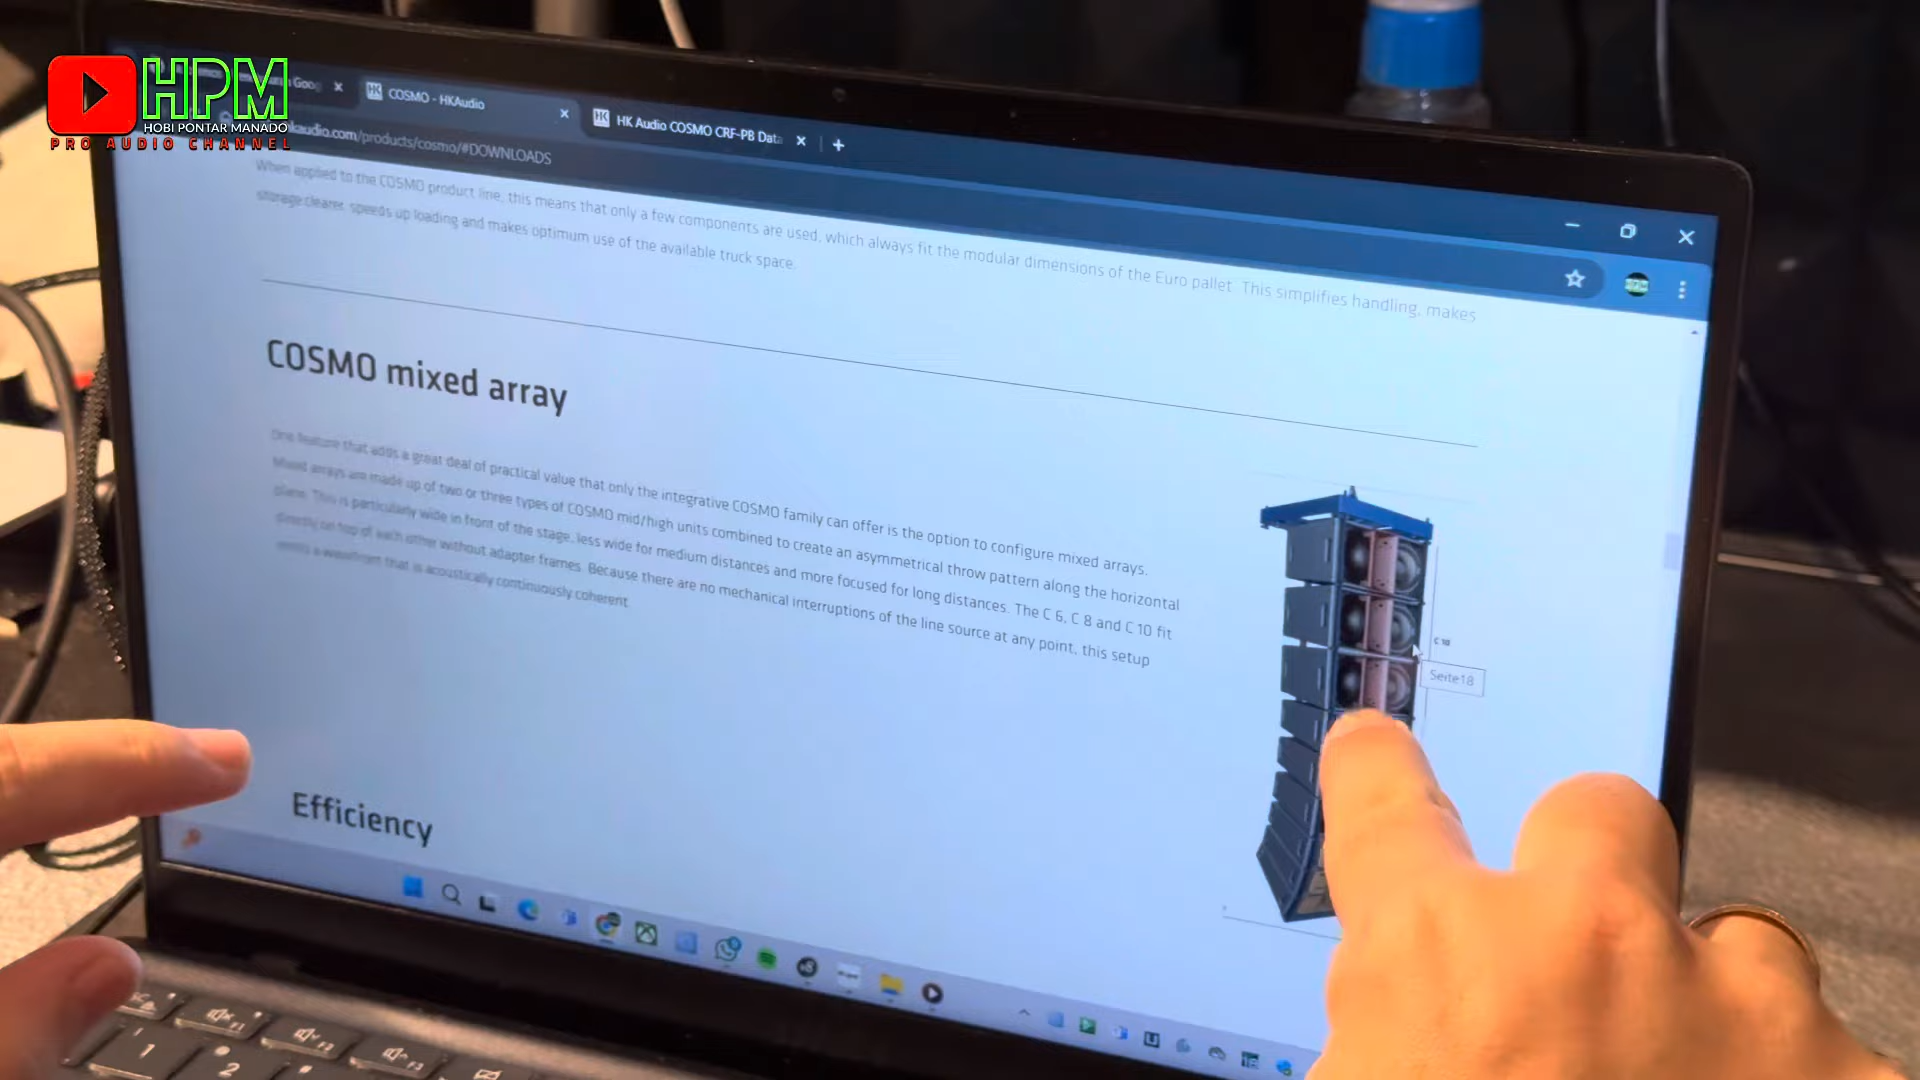 HPM
HOBI PONTAR MANADO
PRO AUDIO CHANNEL
COSMO - HKAudio
HK Audio COSMO CRF-PB Data
kaudio.com/products/cosmo/#DOWNLOADS
When applied to the COSMO product line, this means that only a few components are used, which always fit the modular dimensions of the Euro pallet. This simplifies handling, makes
storage clearer, speeds up loading and makes optimum use of the available truck space.
COSMO mixed array
One feature that adds a great deal of practical value that only the integrative COSMO family can offer is the option to configure mixed arrays.
Mixed arrays are made up of two or three types of COSMO mid/high units combined to create an asymmetrical throw pattern along the horizontal
plane. This is particularly wide in front of the stage, less wide for medium distances and more focused for long distances. The C 6, C 8 and C 10 fit
directly on top of each other without adapter frames. Because there are no mechanical interruptions of the line source at any point, this setup
emits a wavefront that is acoustically continuously coherent.
C 10
Seite18
Efficiency
F1
F2
F3
1
2